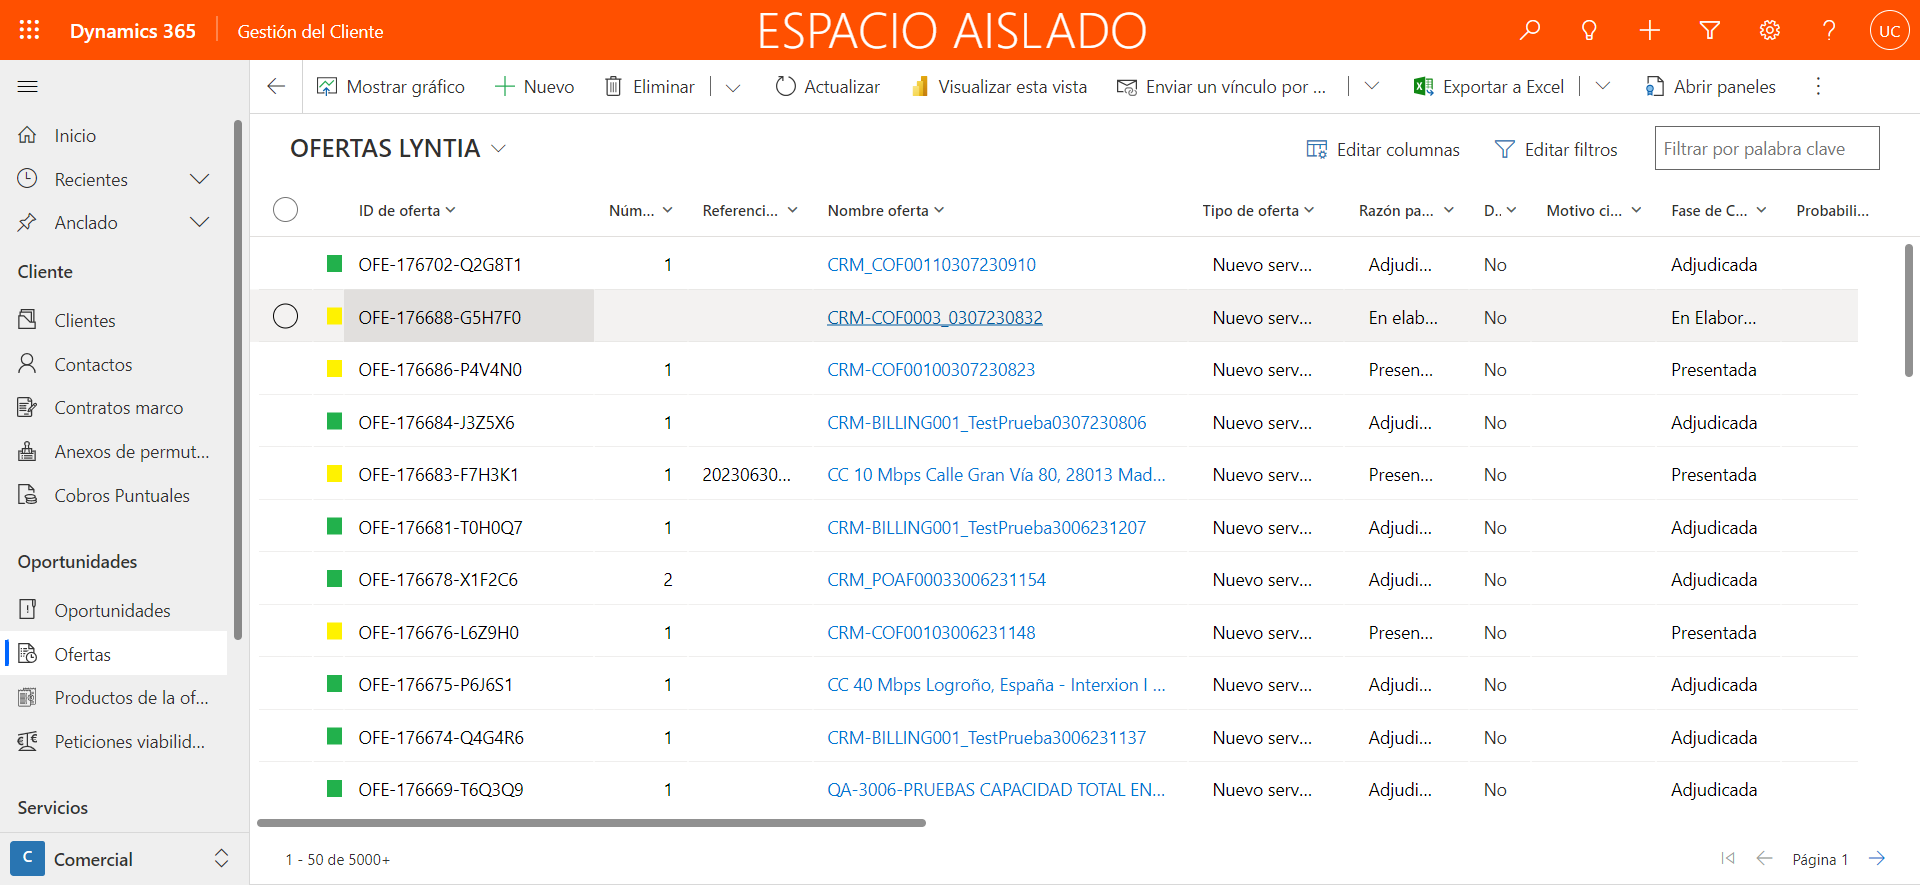 Dynamics 365
Gestión del Cliente
ESPACIO AISLADO
UC
Mostrar gráfico
Nuevo
Eliminar
Actualizar
Visualizar esta vista
Enviar un vínculo por ...
Exportar a Excel
Abrir paneles
Inicio
Recientes
Anclado
Cliente
Clientes
Contactos
Contratos marco
Anexos de permut...
Cobros Puntuales
Oportunidades
Oportunidades
Ofertas
Productos de la of...
Peticiones viabilid...
Servicios
C Comercial
OFERTAS LYNTIA
Editar columnas
Editar filtros
Filtrar por palabra clave
ID de oferta Núm... Referenci... Nombre oferta Tipo de oferta Razón pa... D.. Motivo ci... Fase de C... Probabili...
OFE-176702-Q2G8T1 1 CRM_COF00110307230910 Nuevo serv... Adjudi... No Adjudicada
OFE-176688-G5H7F0 CRM-COF0003_0307230832 Nuevo serv... En elab... No En Elabor...
OFE-176686-P4V4N0 1 CRM-COF00100307230823 Nuevo serv... Presen... No Presentada
OFE-176684-J3Z5X6 1 CRM-BILLING001_TestPrueba0307230806 Nuevo serv... Adjudi... No Adjudicada
OFE-176683-F7H3K1 1 20230630... CC 10 Mbps Calle Gran Vía 80, 28013 Mad... Nuevo serv... Presen... No Presentada
OFE-176681-T0H0Q7 1 CRM-BILLING001_TestPrueba3006231207 Nuevo serv... Adjudi... No Adjudicada
OFE-176678-X1F2C6 2 CRM_POAF00033006231154 Nuevo serv... Adjudi... No Adjudicada
OFE-176676-L6Z9H0 1 CRM-COF00103006231148 Nuevo serv... Presen... No Presentada
OFE-176675-P6J6S1 1 CC 40 Mbps Logroño, España - Interxion I ... Nuevo serv... Adjudi... No Adjudicada
OFE-176674-Q4G4R6 1 CRM-BILLING001_TestPrueba3006231137 Nuevo serv... Adjudi... No Adjudicada
OFE-176669-T6Q3Q9 1 QA-3006-PRUEBAS CAPACIDAD TOTAL EN... Nuevo serv... Adjudi... No Adjudicada
1 - 50 de 5000+
Página 1